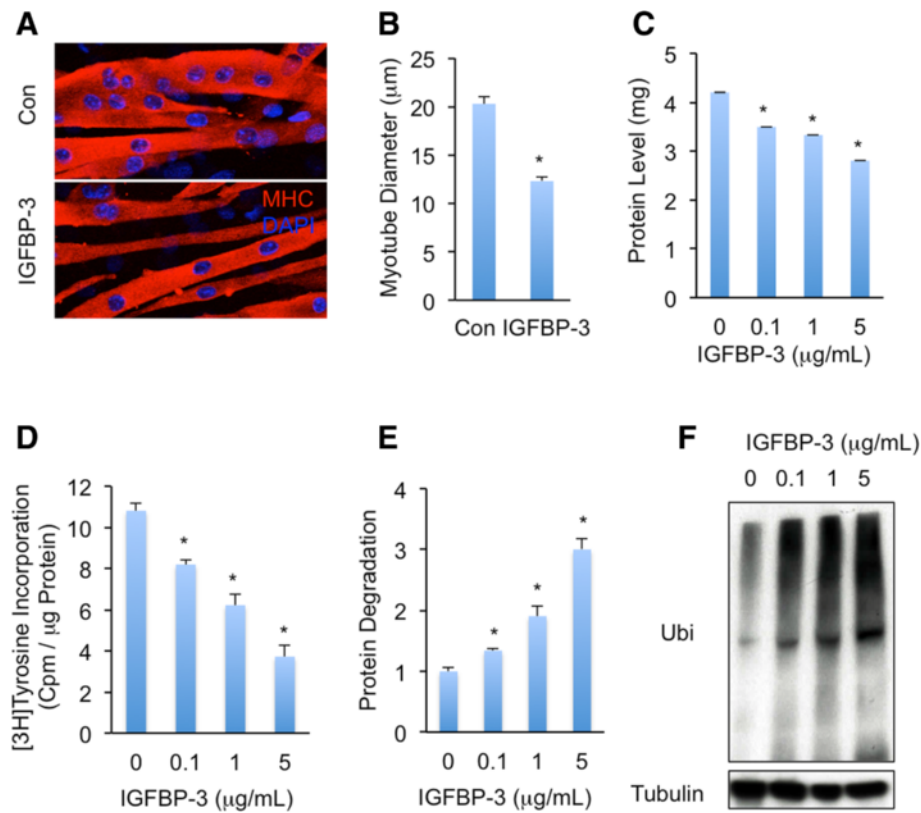 A
Con
IGFBP-3
MHC
DAPI
B
Myotube Diameter (μm)
25
20
15
10
5
0
Con IGFBP-3
C
Protein Level (mg)
5
4
3
2
1
0
* * *
0 0.1 1 5
IGFBP-3 (μg/mL)
D
[3H]Tyrosine Incorporation
(Cpm / μg Protein)
12
10
8
6
4
2
0
* * *
0 0.1 1 5
IGFBP-3 (μg/mL)
E
Protein Degradation
4
3
2
1
0
* * *
0 0.1 1 5
IGFBP-3 (μg/mL)
F
IGFBP-3 (μg/mL)
0 0.1 1 5
Ubi
Tubulin